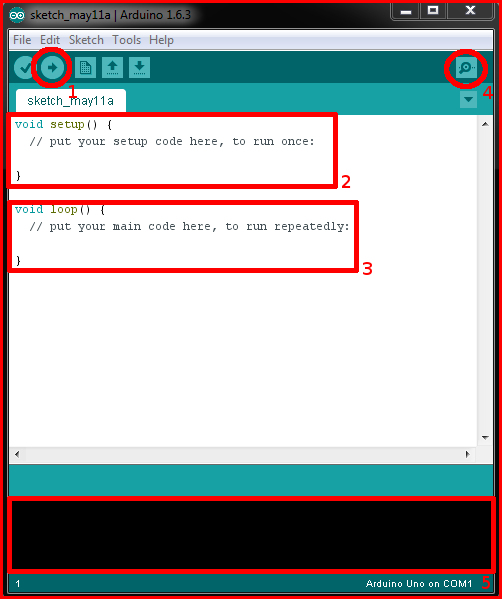 sketch_may11a | Arduino 1.6.3
File Edit Sketch Tools Help
1
4
sketch_may11a
void setup() {
// put your setup code here, to run once:
}
2
void loop() {
// put your main code here, to run repeatedly:
}
3
1
Arduino Uno on COM1
5